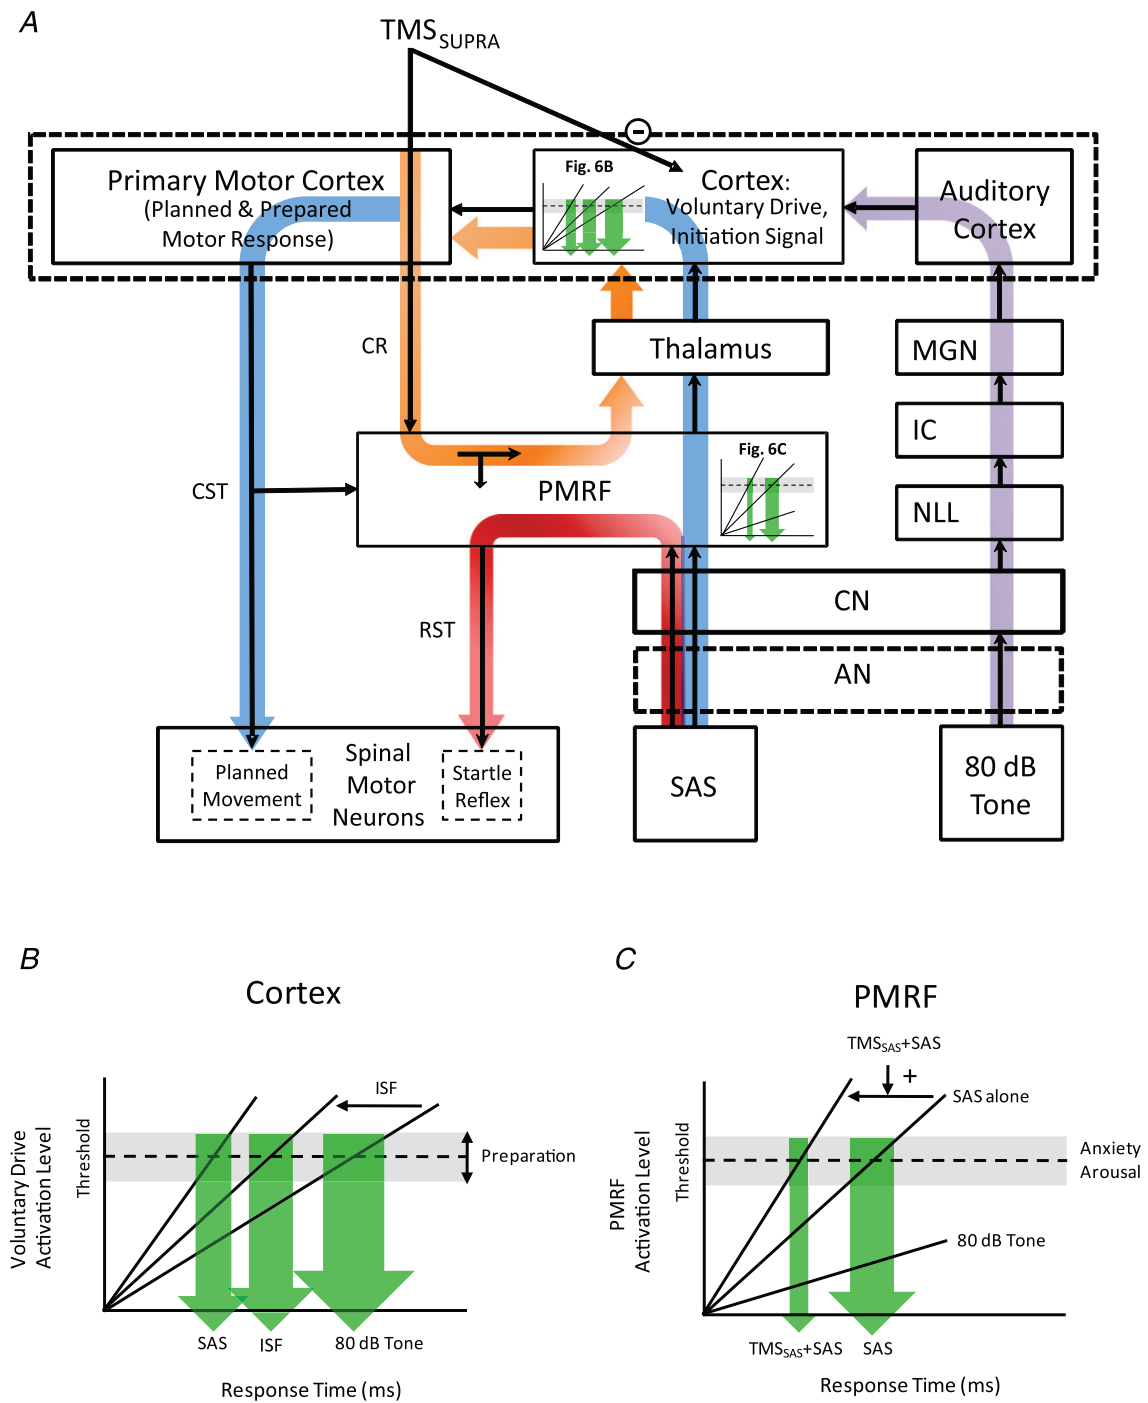 A
TMS SUPRA
−
Primary Motor Cortex
(Planned & Prepared
Motor Response)
Fig. 6B
Cortex:
Voluntary Drive,
Initiation Signal
Auditory
Cortex
CR
Thalamus
MGN
IC
NLL
Fig. 6C
PMRF
CST
RST
CN
AN
Planned
Movement
Spinal
Motor
Neurons
Startle
Reflex
SAS
80 dB
Tone
B
Cortex
Voluntary Drive
Activation Level
Threshold
ISF
Preparation
SAS
ISF
80 dB Tone
Response Time (ms)
C
PMRF
TMSSAS+SAS
+
SAS alone
PMRF
Activation Level
Threshold
Anxiety
Arousal
80 dB Tone
TMSSAS+SAS
SAS
Response Time (ms)